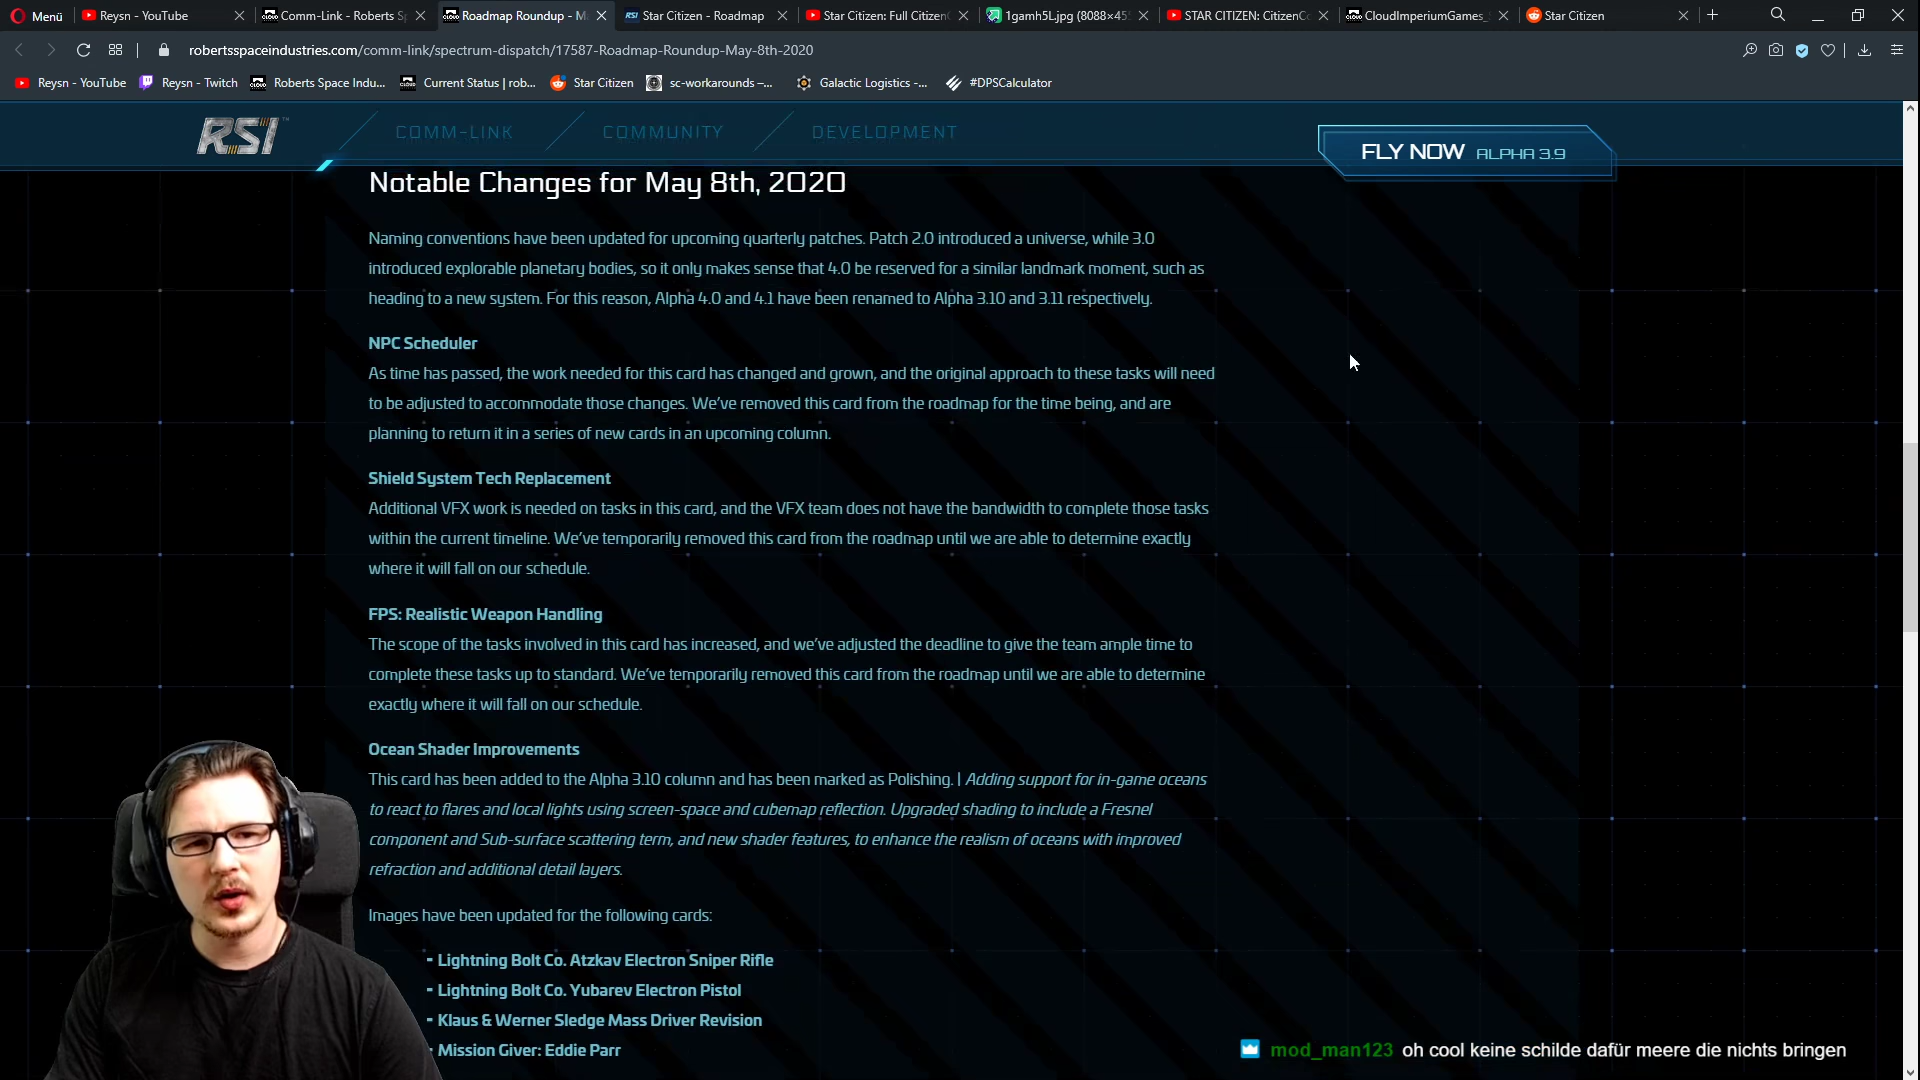 Menü
Reysn - YouTube
Comm-Link - Roberts S
Roadmap Roundup - M
Star Citizen - Roadmap
Star Citizen: Full Citizen
1gamh5L.jpg (8088×455
STAR CITIZEN: CitizenC
CloudImperiumGames_
Star Citizen
robertsspaceindustries.com/comm-link/spectrum-dispatch/17587-Roadmap-Roundup-May-8th-2020
Reysn - YouTube
Reysn - Twitch
Roberts Space Indu...
Current Status | rob...
Star Citizen
sc-workarounds –...
Galactic Logistics -...
#DPSCalculator
RSI
COMM-LINK
COMMUNITY
DEVELOPMENT
FLY NOW ALPHA 3.9
Notable Changes for May 8th, 2020
Naming conventions have been updated for upcoming quarterly patches. Patch 2.0 introduced a universe, while 3.0
introduced explorable planetary bodies, so it only makes sense that 4.0 be reserved for a similar landmark moment, such as
heading to a new system. For this reason, Alpha 4.0 and 4.1 have been renamed to Alpha 3.10 and 3.11 respectively.
NPC Scheduler
As time has passed, the work needed for this card has changed and grown, and the original approach to these tasks will need
to be adjusted to accommodate those changes. We've removed this card from the roadmap for the time being, and are
planning to return it in a series of new cards in an upcoming column.
Shield System Tech Replacement
Additional VFX work is needed on tasks in this card, and the VFX team does not have the bandwidth to complete those tasks
within the current timeline. We've temporarily removed this card from the roadmap until we are able to determine exactly
where it will fall on our schedule.
FPS: Realistic Weapon Handling
The scope of the tasks involved in this card has increased, and we've adjusted the deadline to give the team ample time to
complete these tasks up to standard. We've temporarily removed this card from the roadmap until we are able to determine
exactly where it will fall on our schedule.
Ocean Shader Improvements
This card has been added to the Alpha 3.10 column and has been marked as Polishing. | Adding support for in-game oceans
to react to flares and local lights using screen-space and cubemap reflection. Upgraded shading to include a Fresnel
component and Sub-surface scattering term, and new shader features, to enhance the realism of oceans with improved
refraction and additional detail layers.
Images have been updated for the following cards:
- Lightning Bolt Co. Atzkav Electron Sniper Rifle
- Lightning Bolt Co. Yubarev Electron Pistol
- Klaus & Werner Sledge Mass Driver Revision
- Mission Giver: Eddie Parr
mod_man123 oh cool keine schilde dafür meere die nichts bringen